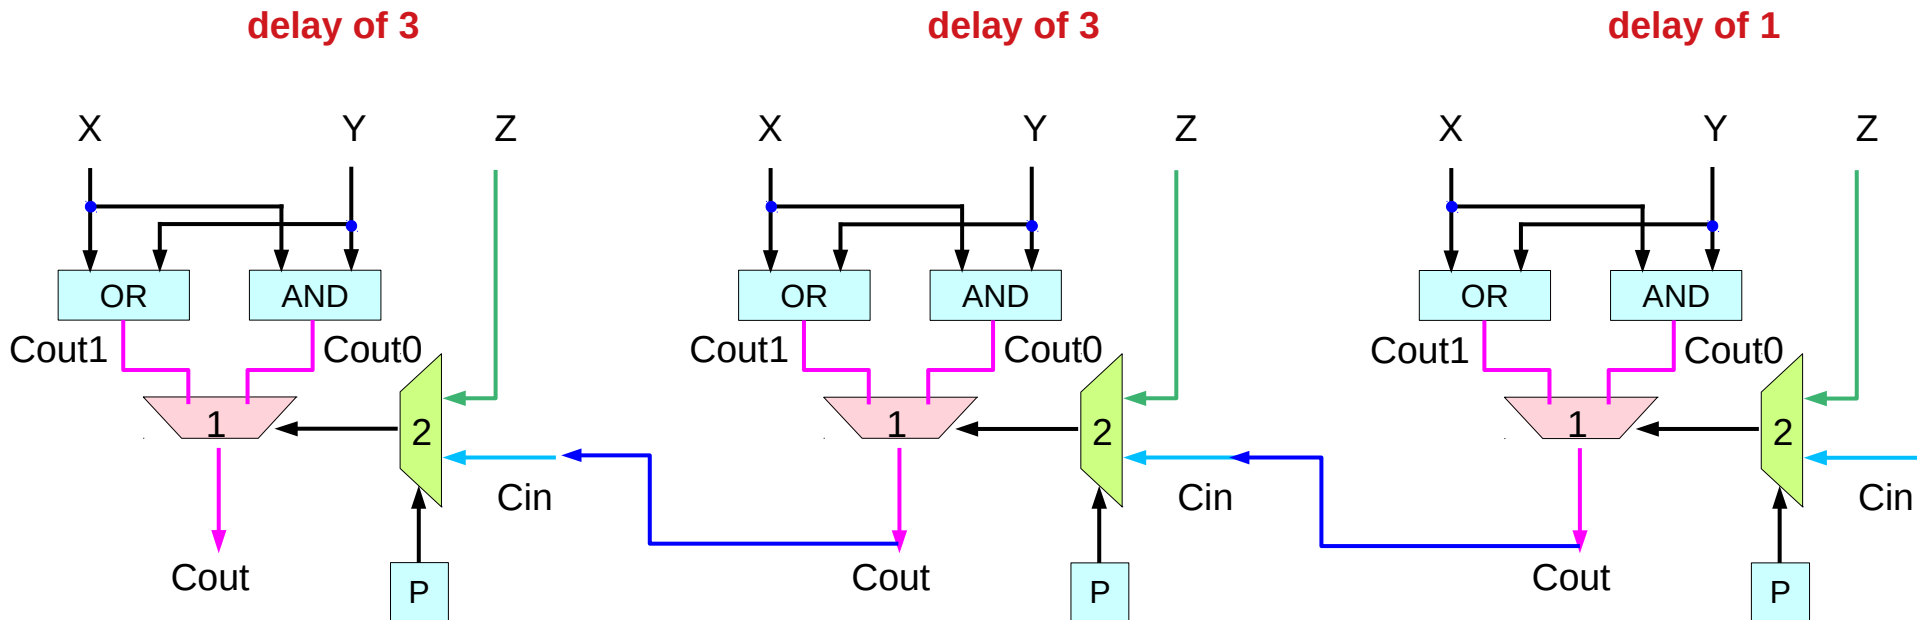 delay of 3 delay of 3 delay of 1
X Y Z X Y Z X Y Z
OR AND OR AND OR AND
Cout1 Cout0 Cout1 Cout0 Cout1 Cout0
1 2 1 2 1 2
Cin Cin Cin
Cout Cout Cout
P P P